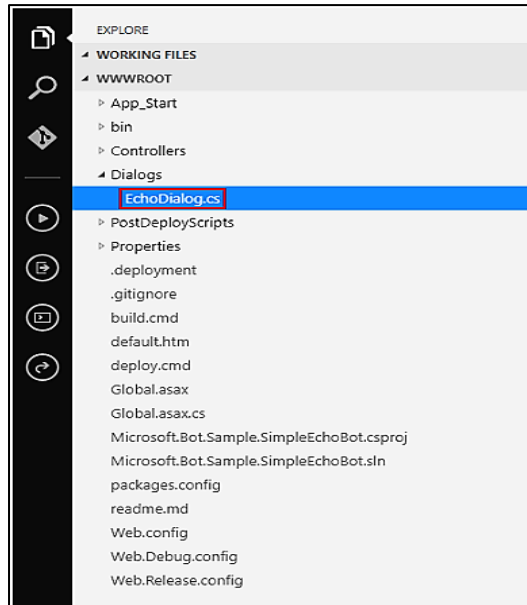 EXPLORE
WORKING FILES
WWWROOT
App_Start
bin
Controllers
Dialogs
EchoDialog.cs
PostDeployScripts
Properties
.deployment
.gitignore
build.cmd
default.htm
deploy.cmd
Global.asax
Global.asax.cs
Microsoft.Bot.Sample.SimpleEchoBot.csproj
Microsoft.Bot.Sample.SimpleEchoBot.sln
packages.config
readme.md
Web.config
Web.Debug.config
Web.Release.config